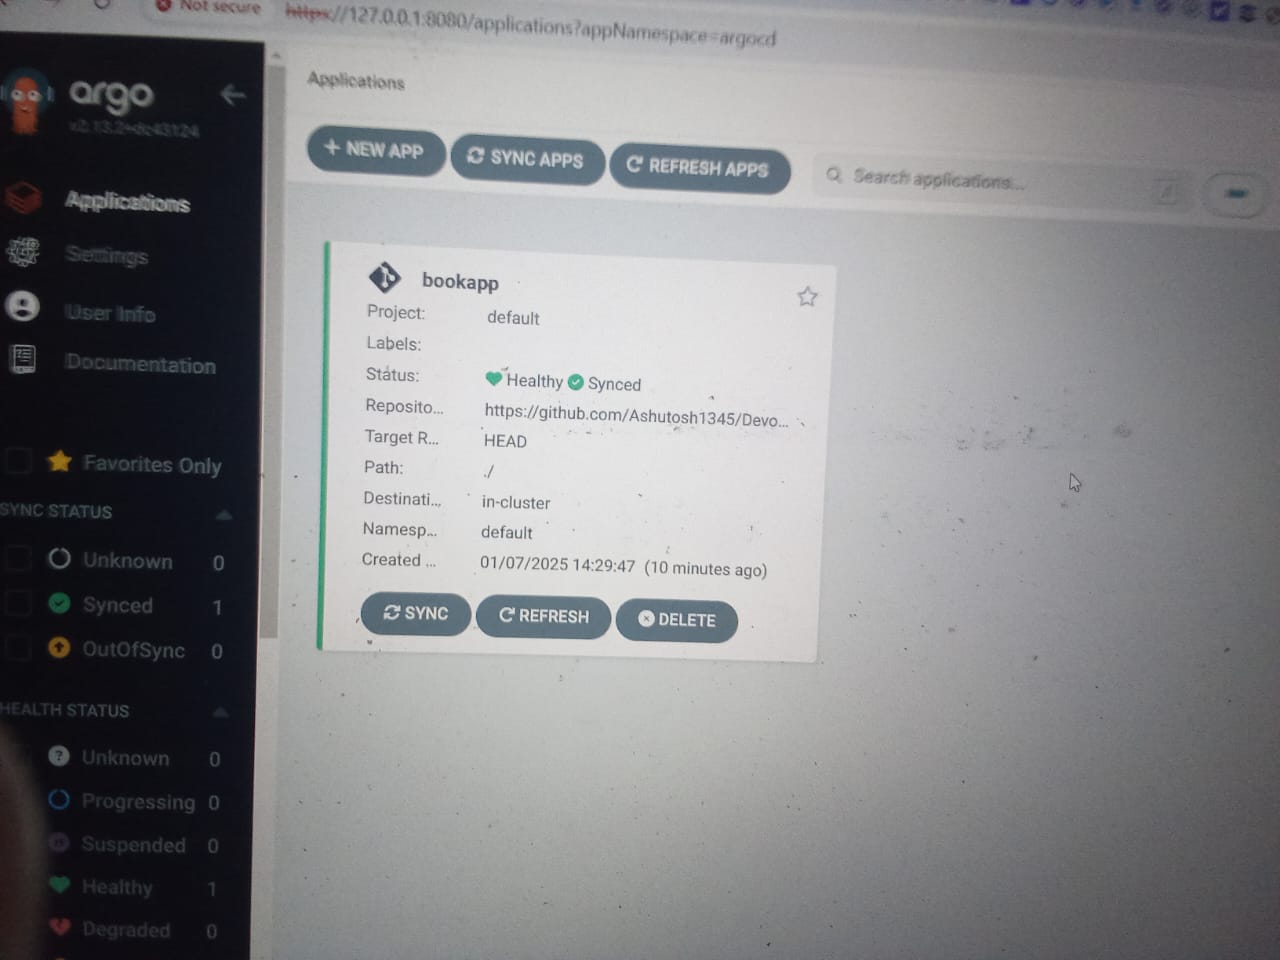 Not secure
https://127.0.0.1:8080/applications?appNamespace=argocd
argo
Applications
Settings
User Info
Documentation
Favorites Only
SYNC STATUS
Unknown 0
Synced 1
OutOfSync 0
HEALTH STATUS
Unknown 0
Progressing 0
Suspended 0
Healthy 1
Degraded 0
Applications
+ NEW APP
SYNC APPS
REFRESH APPS
Search applications...
bookapp
Project: default
Labels:
Status: Healthy Synced
Reposito... https://github.com/Ashutosh1345/Devo...
Target R... HEAD
Path: ./
Destinati... in-cluster
Namesp... default
Created ... 01/07/2025 14:29:47 (10 minutes ago)
SYNC
REFRESH
DELETE